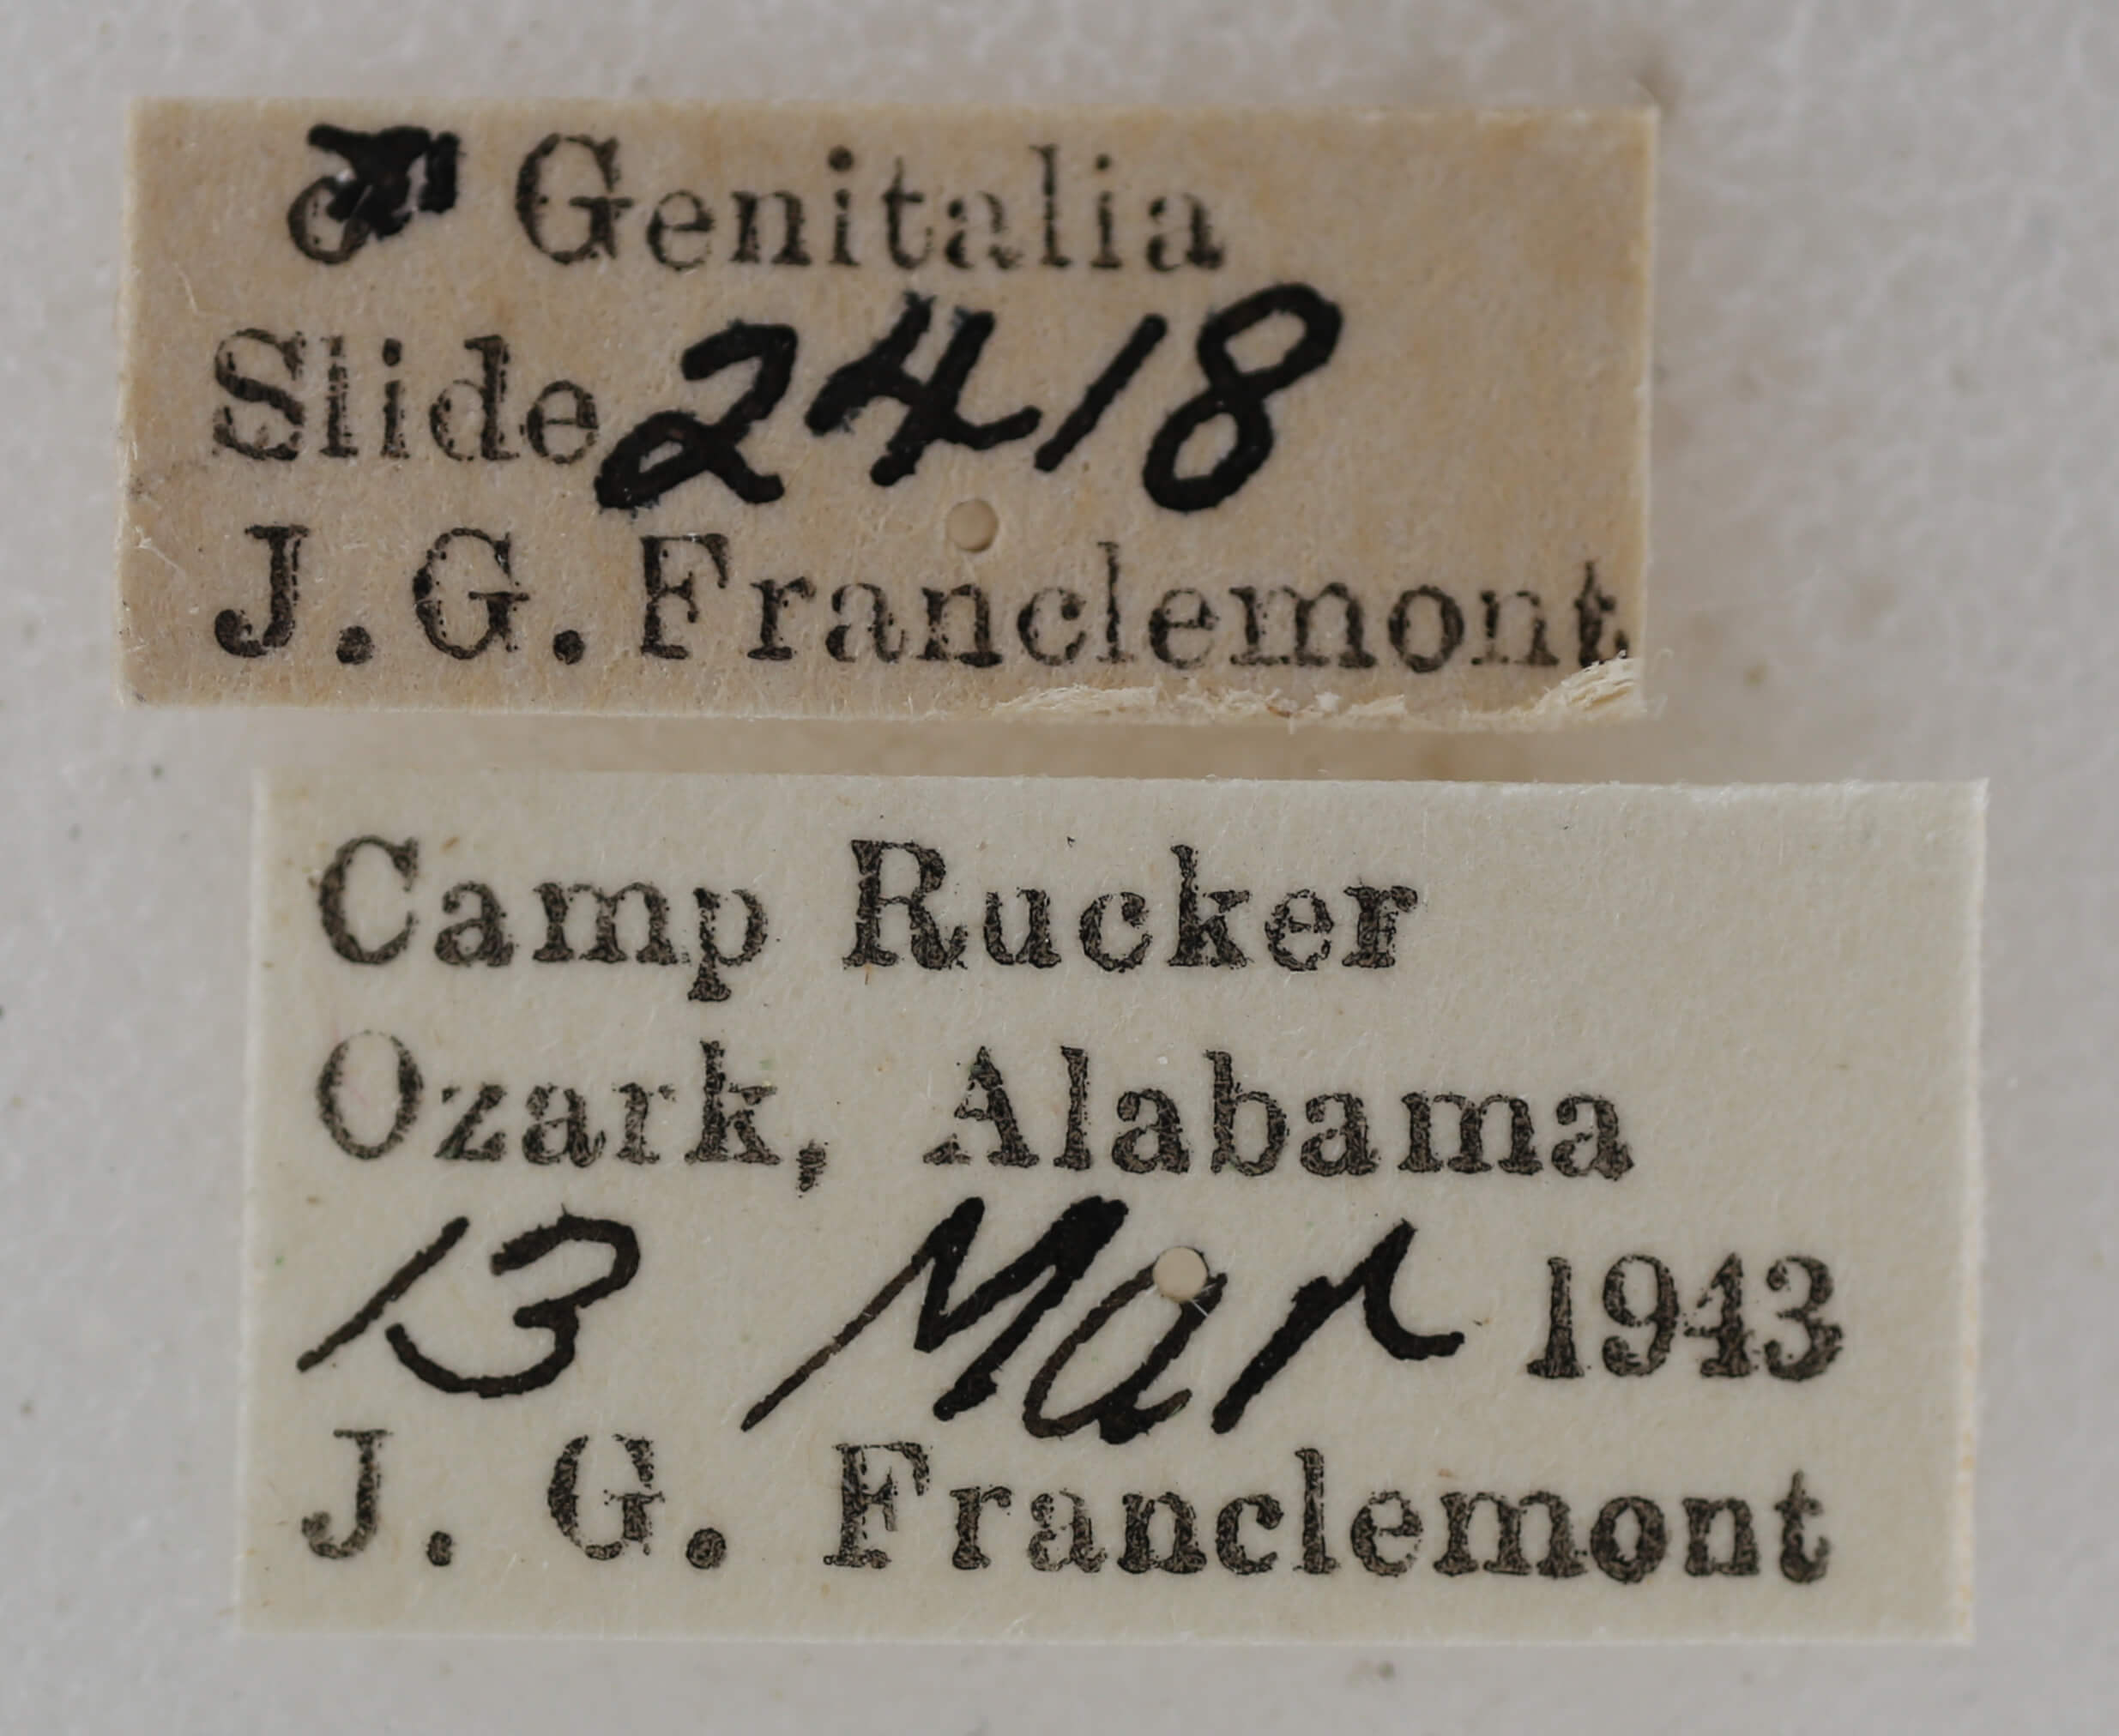 ♂ Genitalia
Slide 2418
J. G. Franclemont
Camp Rucker
Ozark, Alabama
13 Mar 1943
J. G. Franclemont